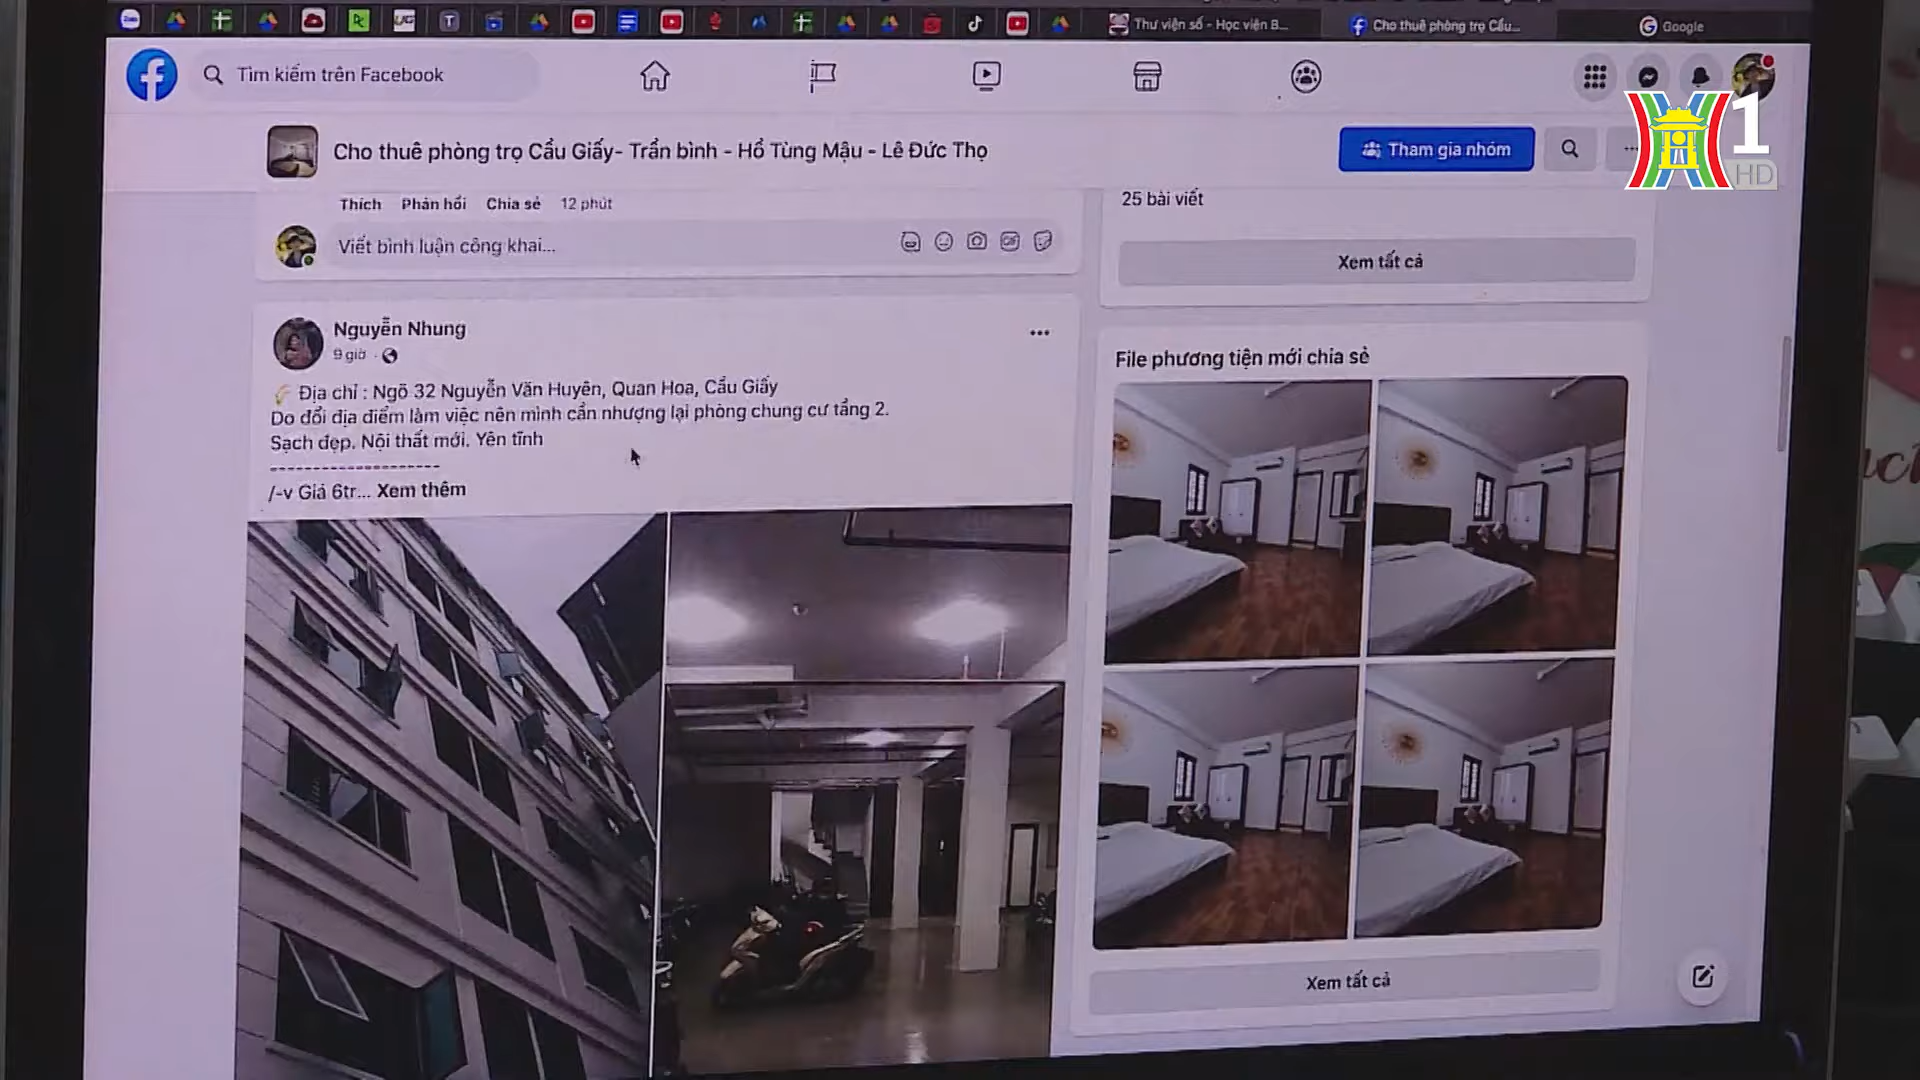 Thư viện số - Học viện B...
Cho thuê phòng trọ Cầu...
Google
Tìm kiếm trên Facebook
1
HD
Cho thuê phòng trọ Cầu Giấy- Trần bình - Hồ Tùng Mậu - Lê Đức Thọ
Tham gia nhóm
Thích Phản hồi Chia sẻ 12 phút
25 bài viết
Viết bình luận công khai...
GIF
Xem tất cả
Nguyễn Nhung
9 giờ
Địa chỉ : Ngõ 32 Nguyễn Văn Huyên, Quan Hoa, Cầu Giấy
Do đổi địa điểm làm việc nên mình cần nhượng lại phòng chung cư tầng 2.
Sạch đẹp. Nội thất mới. Yên tĩnh
--------------------
/-v Giá 6tr... Xem thêm
File phương tiện mới chia sẻ
Xem tất cả